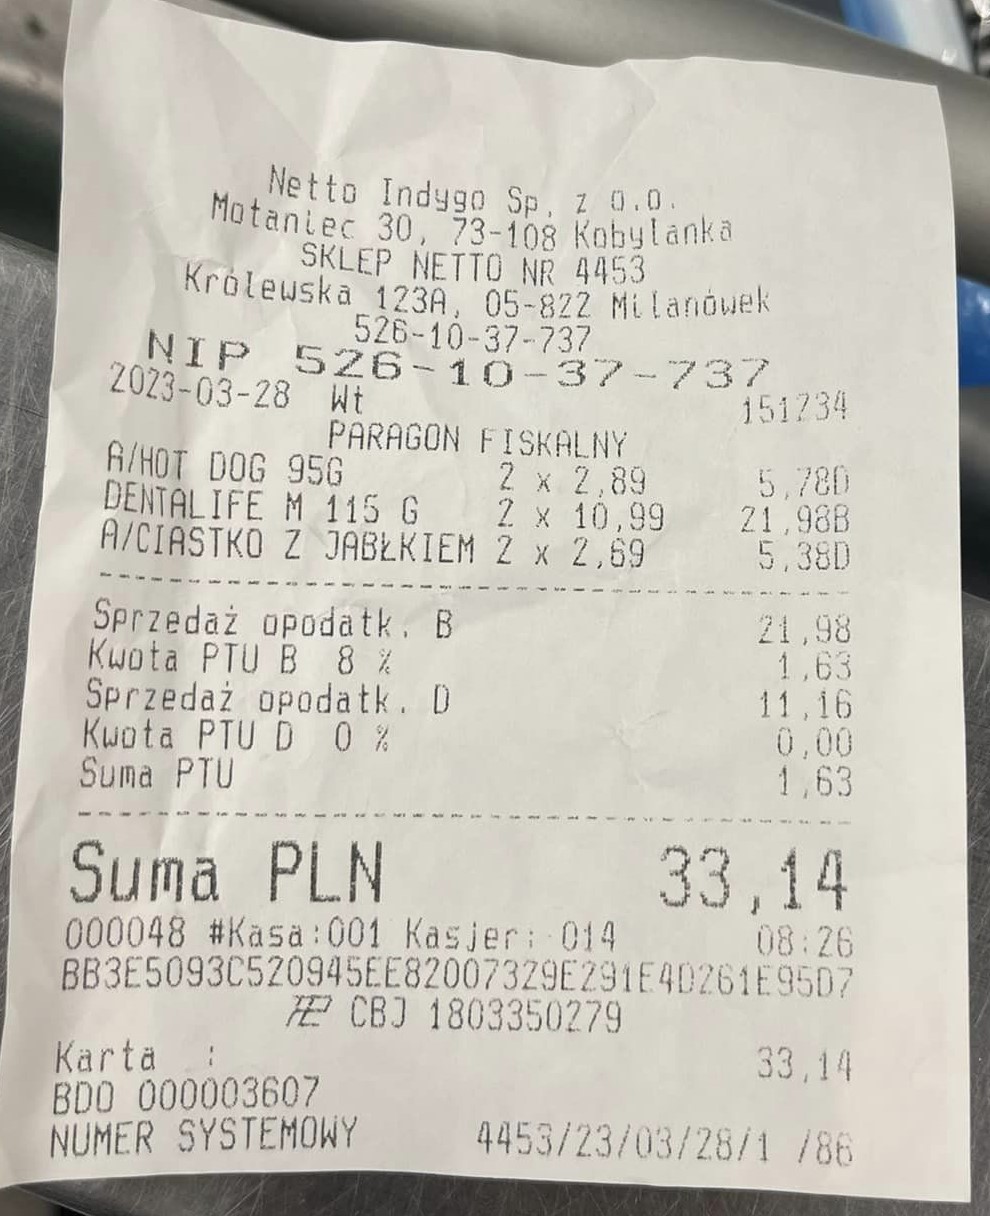 Netto Indygo Sp. z o.o.
Motaniec 30, 73-108 Kobylanka
SKLEP NETTO NR 4453
Królewska 123A, 05-822 Milanówek
526-10-37-737
NIP 526-10-37-737
2023-03-28 Wt 151234
PARAGON FISKALNY
A/HOT DOG 95G 2 x 2,89 5,78D
DENTALIFE M 115 G 2 x 10,99 21,98B
A/CIASTKO Z JABŁKIEM 2 x 2,69 5,38D
Sprzedaż opodatk. B 21,98
Kwota PTU B 8 % 1,63
Sprzedaż opodatk. D 11,16
Kwota PTU D 0 % 0,00
Suma PTU 1,63
Suma PLN 33,14
000048 #Kasa:001 Kasjer: 014 08:26
BB3E5093C520945EE82007329E291E4D261E95D7
CBJ 1803350279
Karta : 33,14
BDO 000003607
NUMER SYSTEMOWY 4453/23/03/28/1 /86